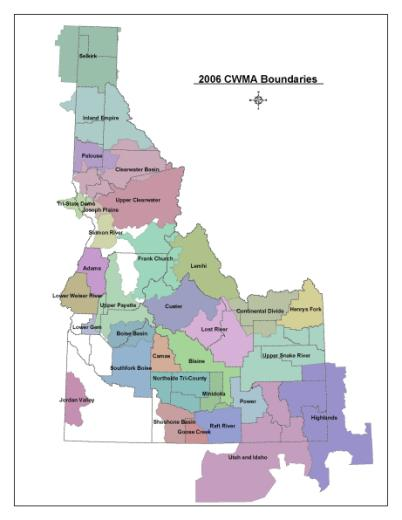 2006 CWMA Boundaries
Selkirk
Inland Empire
Palouse
Clearwater Basin
Upper Clearwater
Tri-State Demo
Joseph Plains
Salmon River
Frank Church
Adams
Lemhi
Lower Weiser River
Upper Payette
Custer
Continental Divide
Henrys Fork
Lower Gem
Boise Basin
Lost River
Camas
Blaine
Upper Snake River
Southfork Boise
Northside Tri-County
Minidoka
Jordan Valley
Power
Shoshone Basin
Goose Creek
Raft River
Highlands
Utah and Idaho